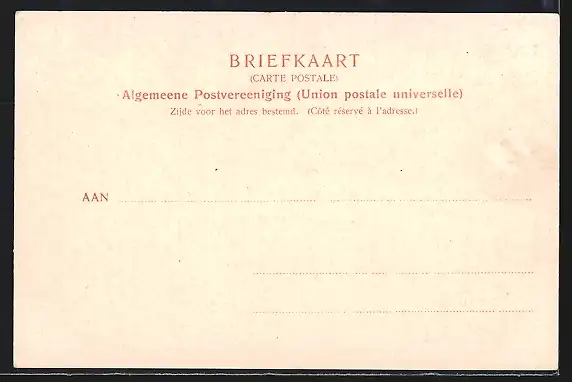 BRIEFKAART
(CARTE POSTALE)
Algemeene Postvereeniging (Union postale universelle)
Zijde voor het adres bestemd. (Côté réservé à l'adresse.)
AAN